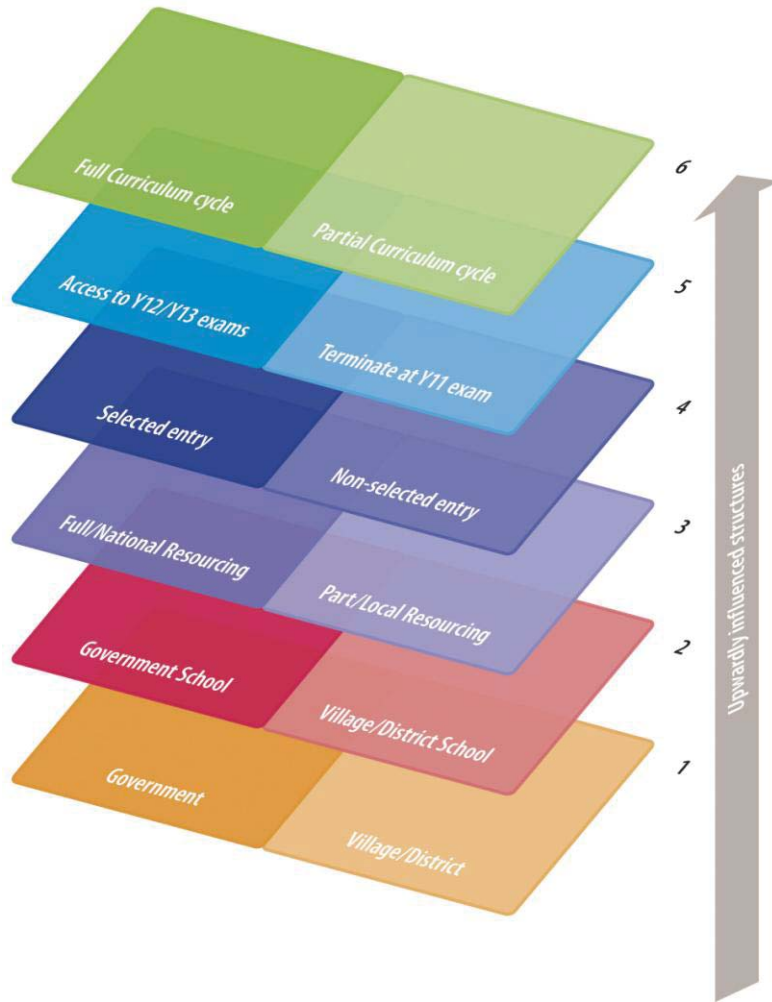 Full Curriculum cycle
Partial Curriculum cycle
6
Access to Y12/Y13 exams
Terminate at Y11 exam
5
Selected entry
Non-selected entry
4
Full/National Resourcing
Part/Local Resourcing
3
Government School
Village/District School
2
Government
Village/District
1
Upwardly influenced structures